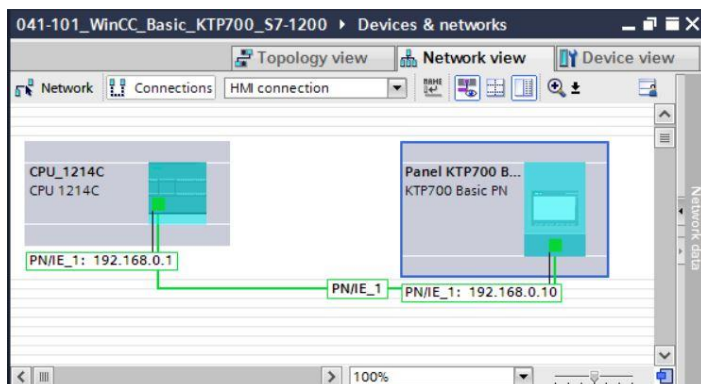 041-101_WinCC_Basic_KTP700_S7-1200 ▸ Devices & networks
Topology view Network view Device view
Network Connections HMI connection
CPU_1214C
CPU 1214C
Panel KTP700 B...
KTP700 Basic PN
PN/IE_1: 192.168.0.1
PN/IE_1
PN/IE_1: 192.168.0.10
100%
Network data